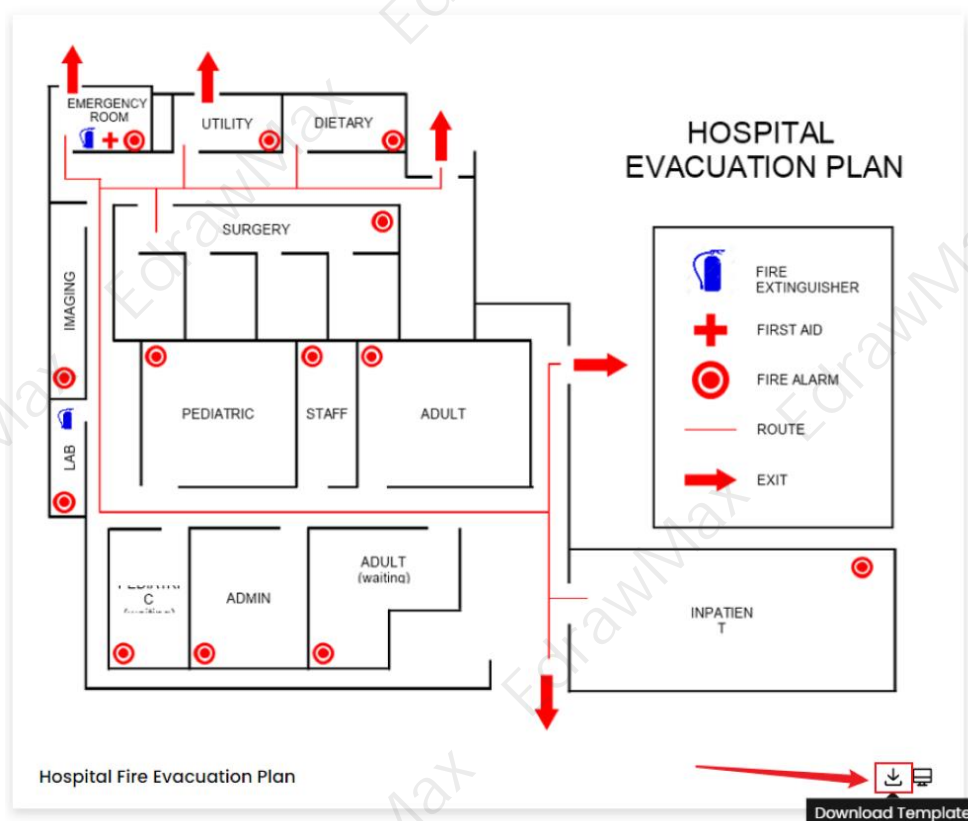 HOSPITAL
EVACUATION PLAN
EMERGENCY
ROOM
UTILITY
DIETARY
SURGERY
IMAGING
LAB
PEDIATRIC
STAFF
ADULT
C
ADMIN
ADULT
(waiting)
INPATIEN
T
FIRE
EXTINGUISHER
FIRST AID
FIRE ALARM
ROUTE
EXIT
Hospital Fire Evacuation Plan
Download Template
EdrawMax